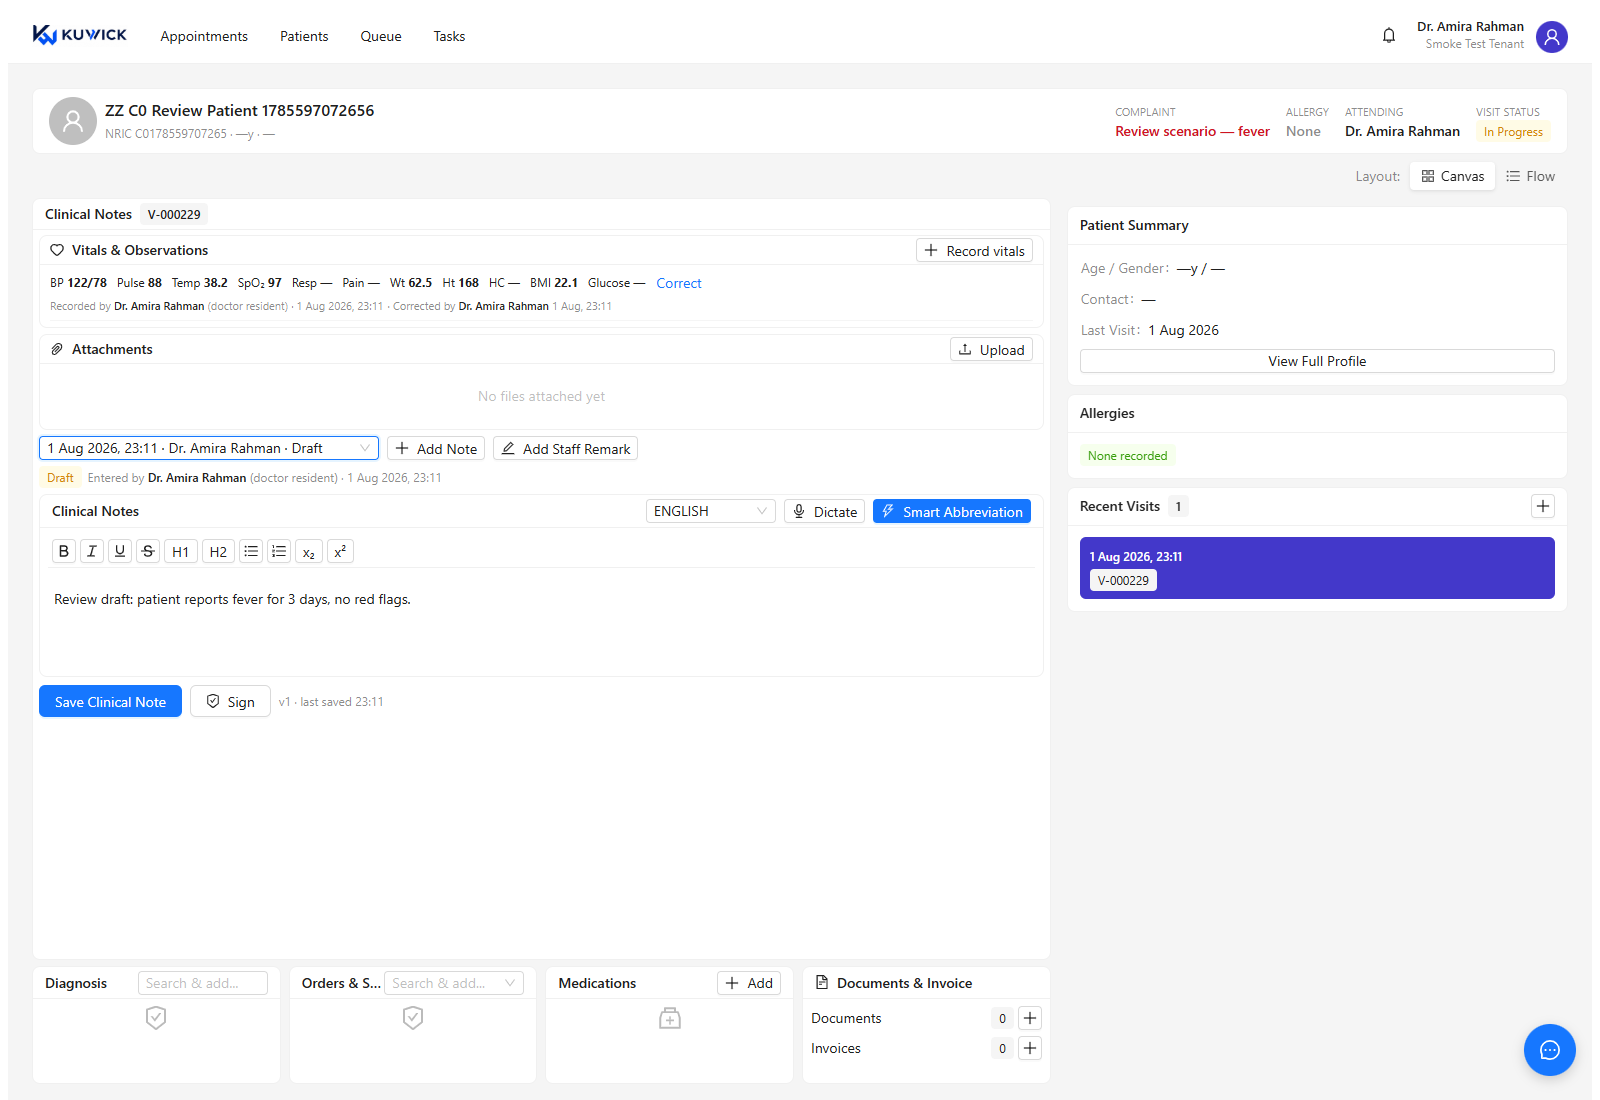 KUWICK
Appointments
Patients
Queue
Tasks
Dr. Amira Rahman
Smoke Test Tenant
ZZ C0 Review Patient 1785597072656
NRIC C0178559707265 · —y · —
COMPLAINT
Review scenario — fever
ALLERGY
None
ATTENDING
Dr. Amira Rahman
VISIT STATUS
In Progress
Layout:
Canvas
Flow
Clinical Notes
V-000229
Vitals & Observations
Record vitals
BP 122/78 Pulse 88 Temp 38.2 SpO₂ 97 Resp — Pain — Wt 62.5 Ht 168 HC — BMI 22.1 Glucose — Correct
Recorded by Dr. Amira Rahman (doctor resident) · 1 Aug 2026, 23:11 · Corrected by Dr. Amira Rahman 1 Aug, 23:11
Attachments
Upload
No files attached yet
1 Aug 2026, 23:11 · Dr. Amira Rahman · Draft
Add Note
Add Staff Remark
Draft
Entered by Dr. Amira Rahman (doctor resident) · 1 Aug 2026, 23:11
Clinical Notes
ENGLISH
Dictate
Smart Abbreviation
B I U S H1 H2 x₂ x²
Review draft: patient reports fever for 3 days, no red flags.
Save Clinical Note
Sign
v1 · last saved 23:11
Patient Summary
Age / Gender: —y / —
Contact: —
Last Visit: 1 Aug 2026
View Full Profile
Allergies
None recorded
Recent Visits
1
1 Aug 2026, 23:11
V-000229
Diagnosis
Search & add...
Orders & S...
Search & add...
Medications
Add
Documents & Invoice
Documents
0
Invoices
0